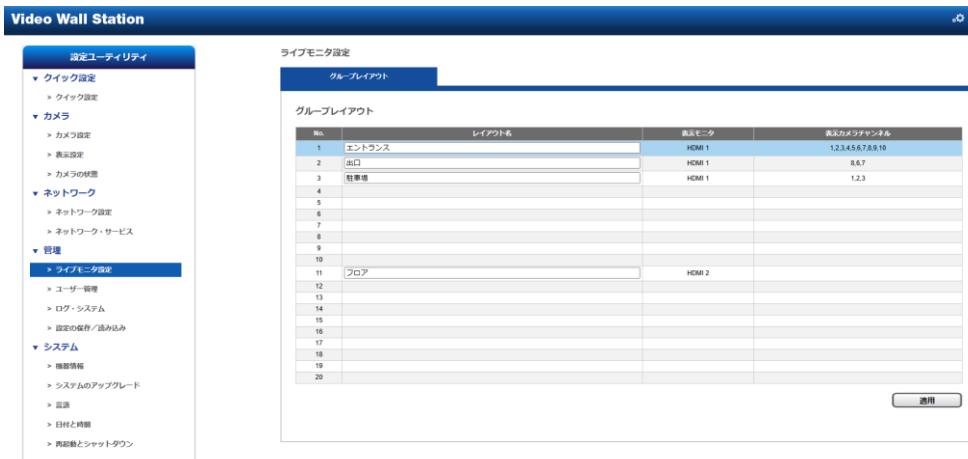 Video Wall Station
設定ユーティリティ
▼ クイック設定
> クイック設定
▼ カメラ
> カメラ設定
> 表示設定
> カメラの状態
▼ ネットワーク
> ネットワーク設定
> ネットワーク・サービス
▼ 管理
> ライブモニタ設定
> ユーザー管理
> ログ・システム
> 設定の保存/読み込み
▼ システム
> 機器情報
> システムのアップグレード
> 言語
> 日付と時間
> 再起動とシャットダウン
ライブモニタ設定
グループレイアウト
グループレイアウト
No. レイアウト名 表示モニタ 表示カメラチャンネル
1 エントランス HDMI 1 1,2,3,4,5,6,7,8,9,10
2 出口 HDMI 1 8,6,7
3 駐車場 HDMI 1 1,2,3
4
5
6
7
8
9
10
11 フロア HDMI 2
12
13
14
15
16
17
18
19
20
適用